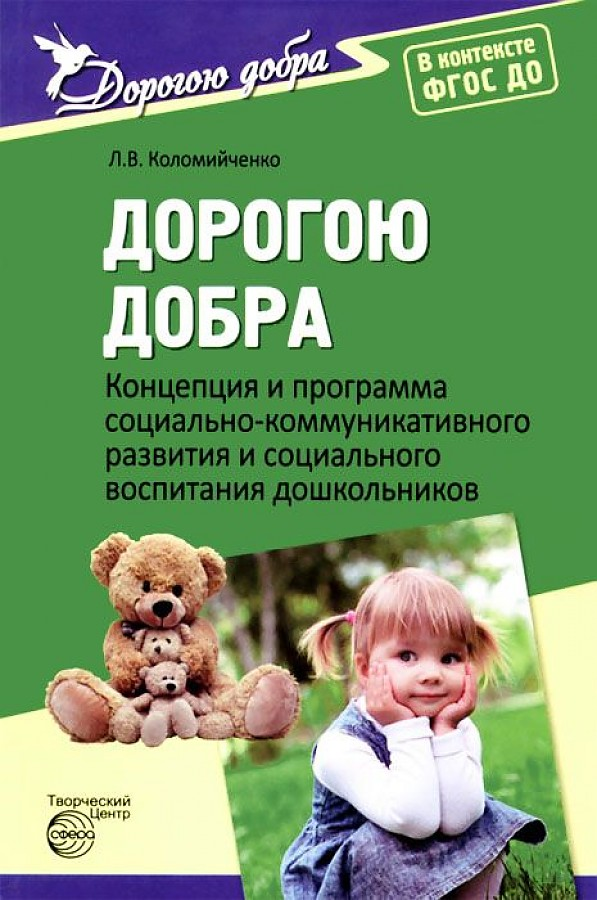 Дорогою добра
В контексте
ФГОС ДО
Л.В. Коломийченко
ДОРОГОЮ
ДОБРА
Концепция и программа
социально-коммуникативного
развития и социального
воспитания дошкольников
Творческий
Центр
сфера